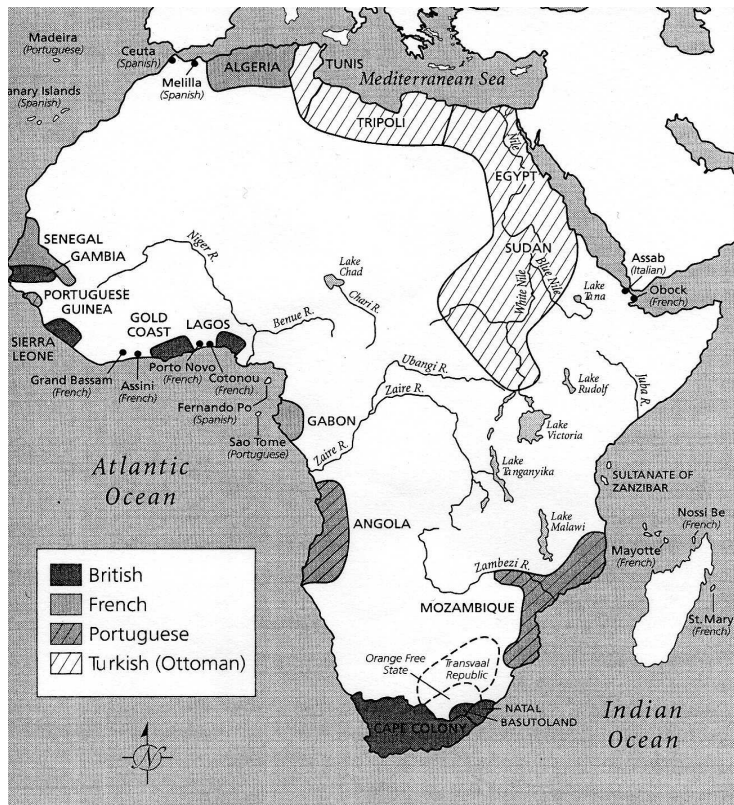 Madeira
(Portuguese)
Ceuta
(Spanish)
Melilla
(Spanish)
ALGERIA
TUNIS
Mediterranean Sea
anary Islands
(Spanish)
TRIPOLI
Nile
EGYPT
SENEGAL
GAMBIA
Niger R.
Lake
Chad
Chari R.
SUDAN
White Nile
Blue Nile
Lake
Tana
Assab
(Italian)
Obock
(French)
PORTUGUESE
GUINEA
GOLD
COAST
LAGOS
Benue R.
SIERRA
LEONE
Grand Bassam
(French)
Assini
(French)
Porto Novo
(French)
Cotonou
(French)
Ubangi R.
Zaire R.
Lake
Rudolf
Juba R.
Fernando Po
(Spanish)
GABON
Sao Tome
(Portuguese)
Zaire R.
Lake
Victoria
Atlantic
Ocean
Lake
Tanganyika
SULTANATE OF
ZANZIBAR
ANGOLA
Lake
Malawi
Nossi Be
(French)
Mayotte
(French)
Zambezi R.
MOZAMBIQUE
St. Mary
(French)
British
French
Portuguese
Turkish (Ottoman)
Orange Free
State
Transvaal
Republic
NATAL
BASUTOLAND
CAPE COLONY
Indian
Ocean
N